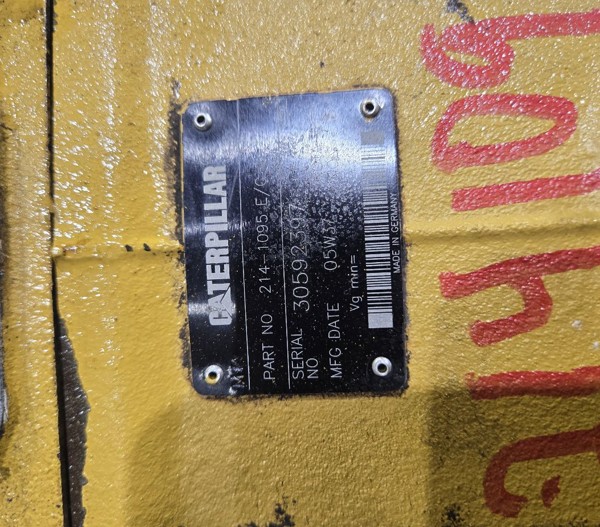 CATERPILLAR
PART NO 214-1095 E/C
SERIAL NO 30592397
MFG DATE 05W37
Vg min=
MADE IN GERMANY